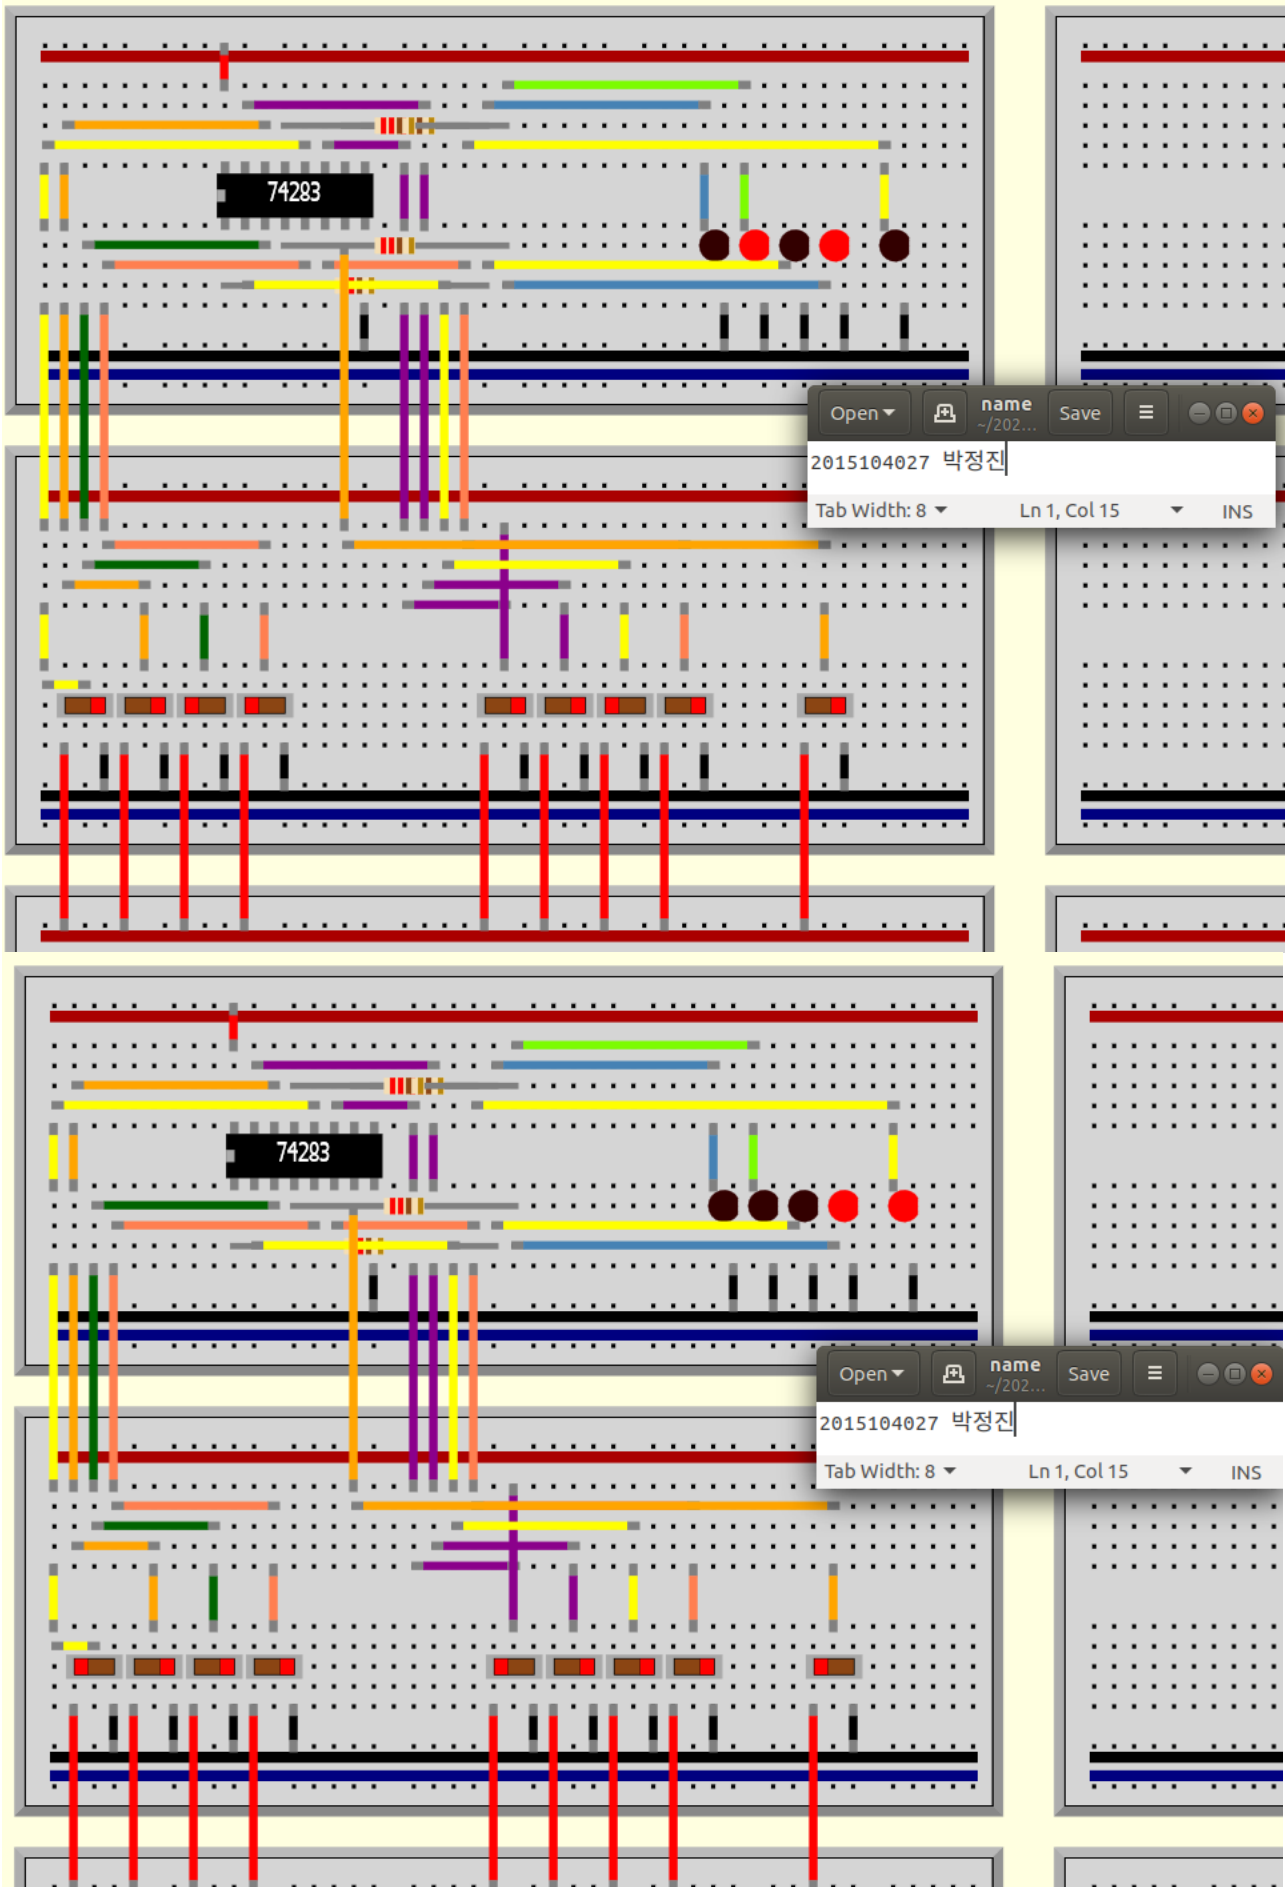 74283
Open name Save
~/202...
2015104027 박정진
Tab Width: 8 Ln 1, Col 15 INS
74283
Open name Save
~/202...
2015104027 박정진
Tab Width: 8 Ln 1, Col 15 INS